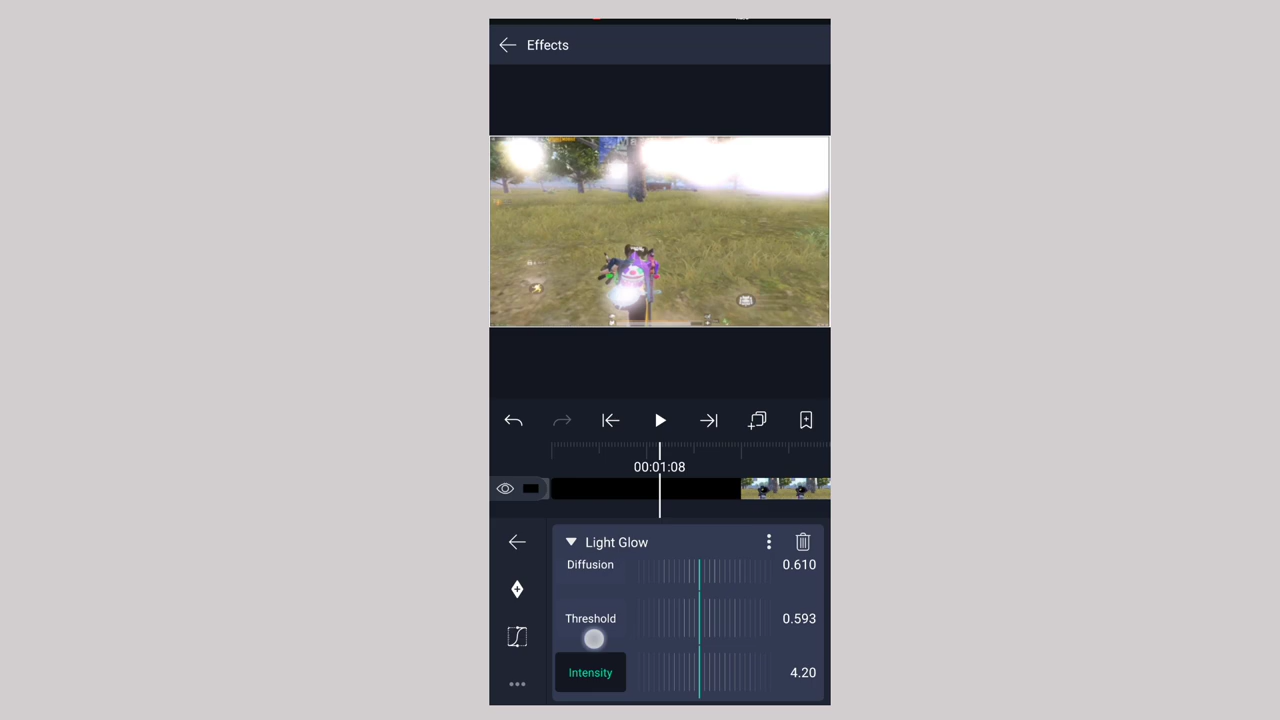 Effects
00:01:08
Light Glow
Diffusion 0.610
Threshold 0.593
Intensity 4.20